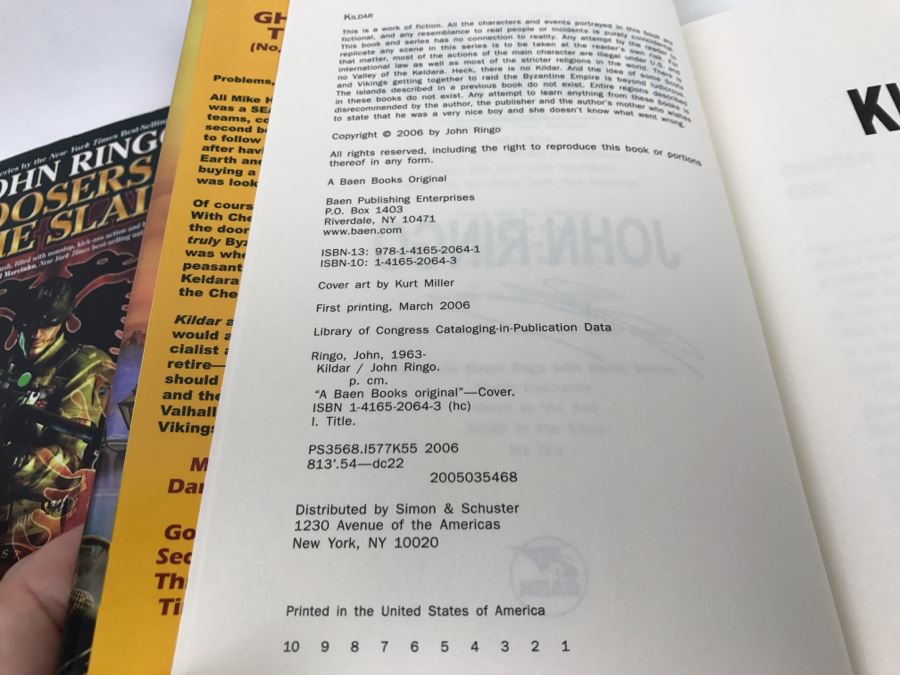 Series by the New York Times Best-Selling
JOHN RINGO
KILDAR
This is a work of fiction. All the characters and events portrayed in this book are
fictional, and any resemblance to real people or incidents is purely coincidental.
This book and series has no connection to reality. Any attempt by the reader to
replicate any scene in this series is to be taken at the reader's own risk. For
that matter, most of the actions of the main character are illegal under U.S. and
international law as well as most of the stricter religions in the world. There is
no Valley of the Keldara. Heck, there is no Kildar. And the idea of some Scots
and Vikings getting together to raid the Byzantine Empire is beyond ludicrous.
The islands described in a previous book do not exist. Entire regions described
in these books do not exist. Any attempt to learn anything from these books is
disrecommended by the author, the publisher and the author's mother who wishes
to state that he was a very nice boy and she doesn't know what went wrong.
Copyright © 2006 by John Ringo
All rights reserved, including the right to reproduce this book or portions
thereof in any form.
A Baen Books Original
Baen Publishing Enterprises
P.O. Box 1403
Riverdale, NY 10471
www.baen.com
ISBN-13: 978-1-4165-2064-1
ISBN-10: 1-4165-2064-3
Cover art by Kurt Miller
First printing, March 2006
Library of Congress Cataloging-in-Publication Data
Ringo, John, 1963-
Kildar / John Ringo.
p. cm.
"A Baen Books original"—Cover.
ISBN 1-4165-2064-3 (hc)
I. Title.
PS3568.I577K55 2006
813'.54—dc22
2005035468
Distributed by Simon & Schuster
1230 Avenue of the Americas
New York, NY 10020
Printed in the United States of America
10 9 8 7 6 5 4 3 2 1
(No.
Problems,
All Mike H
was a SEA
teams, co
second be
to follow
after havi
Earth and
buying a
was look
Of cours
With Che
the door
truly Byz
was whe
peasant
Keldara
the Che
Kildar a
would a
cialist a
retire—
should
and the
Valhall
Vikings
M
Dar
Go
Sec
Th
Ti